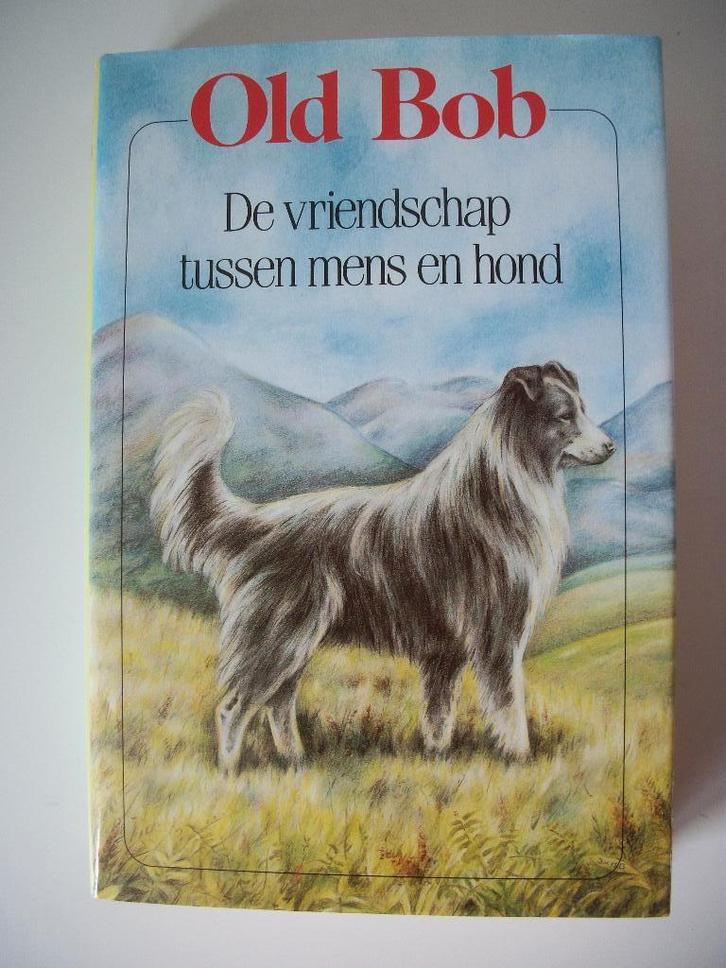 Old Bob
De vriendschap
tussen mens en hond